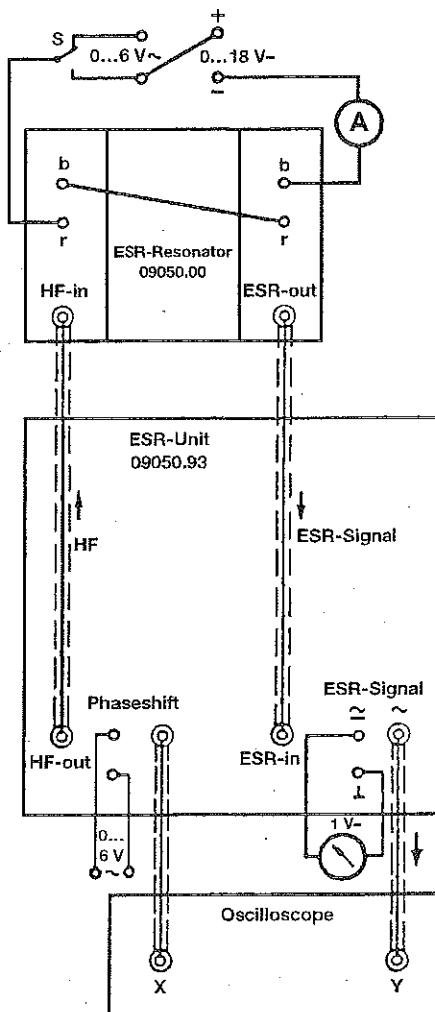 +
S
0...6 V~
0...18 V–
–
A
b
b
r
r
ESR-Resonator
09050.00
HF-in
ESR-out
ESR-Unit
09050.93
HF
ESR-Signal
Phaseshift
ESR-Signal
≂
~
HF-out
ESR-in
⊥
0...
6 V
~
1 V–
Oscilloscope
X
Y